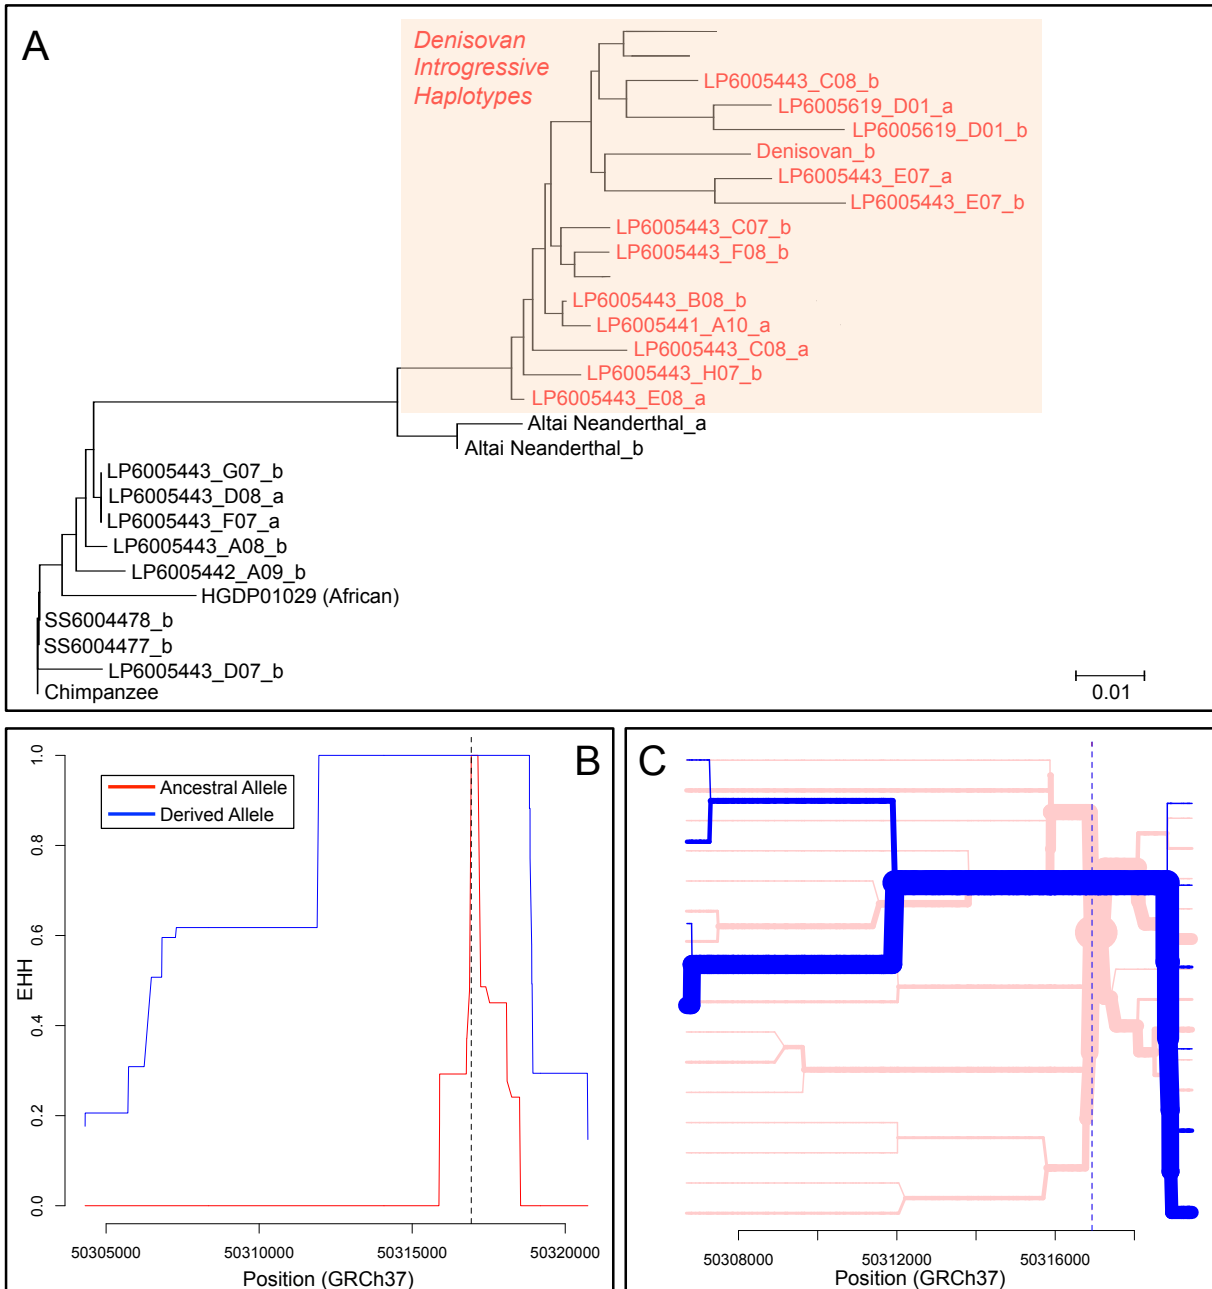 A
Denisovan
Introgressive
Haplotypes
LP6005443_C08_b
LP6005619_D01_a
LP6005619_D01_b
Denisovan_b
LP6005443_E07_a
LP6005443_E07_b
LP6005443_C07_b
LP6005443_F08_b
LP6005443_B08_b
LP6005441_A10_a
LP6005443_C08_a
LP6005443_H07_b
LP6005443_E08_a
Altai Neanderthal_a
Altai Neanderthal_b
LP6005443_G07_b
LP6005443_D08_a
LP6005443_F07_a
LP6005443_A08_b
LP6005442_A09_b
HGDP01029 (African)
SS6004478_b
SS6004477_b
LP6005443_D07_b
Chimpanzee
0.01
B
Ancestral Allele
Derived Allele
1.0
0.8
0.6
0.4
0.2
0.0
EHH
50305000 50310000 50315000 50320000
Position (GRCh37)
C
50308000 50312000 50316000
Position (GRCh37)